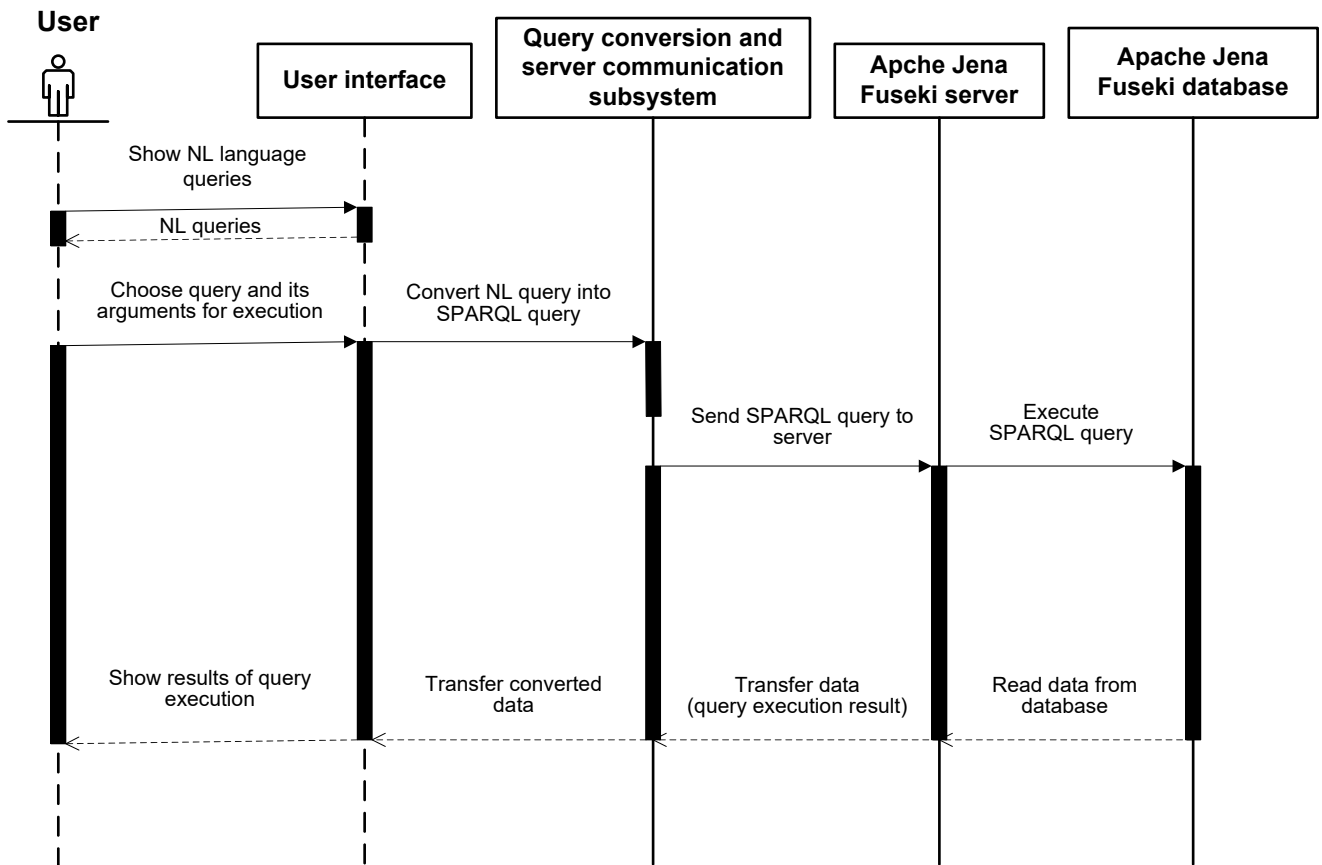 User
User interface
Query conversion and
server communication
subsystem
Apche Jena
Fuseki server
Apache Jena
Fuseki database
Show NL language
queries
NL queries
Choose query and its
arguments for execution
Convert NL query into
SPARQL query
Send SPARQL query to
server
Execute
SPARQL query
Show results of query
execution
Transfer converted
data
Transfer data
(query execution result)
Read data from
database